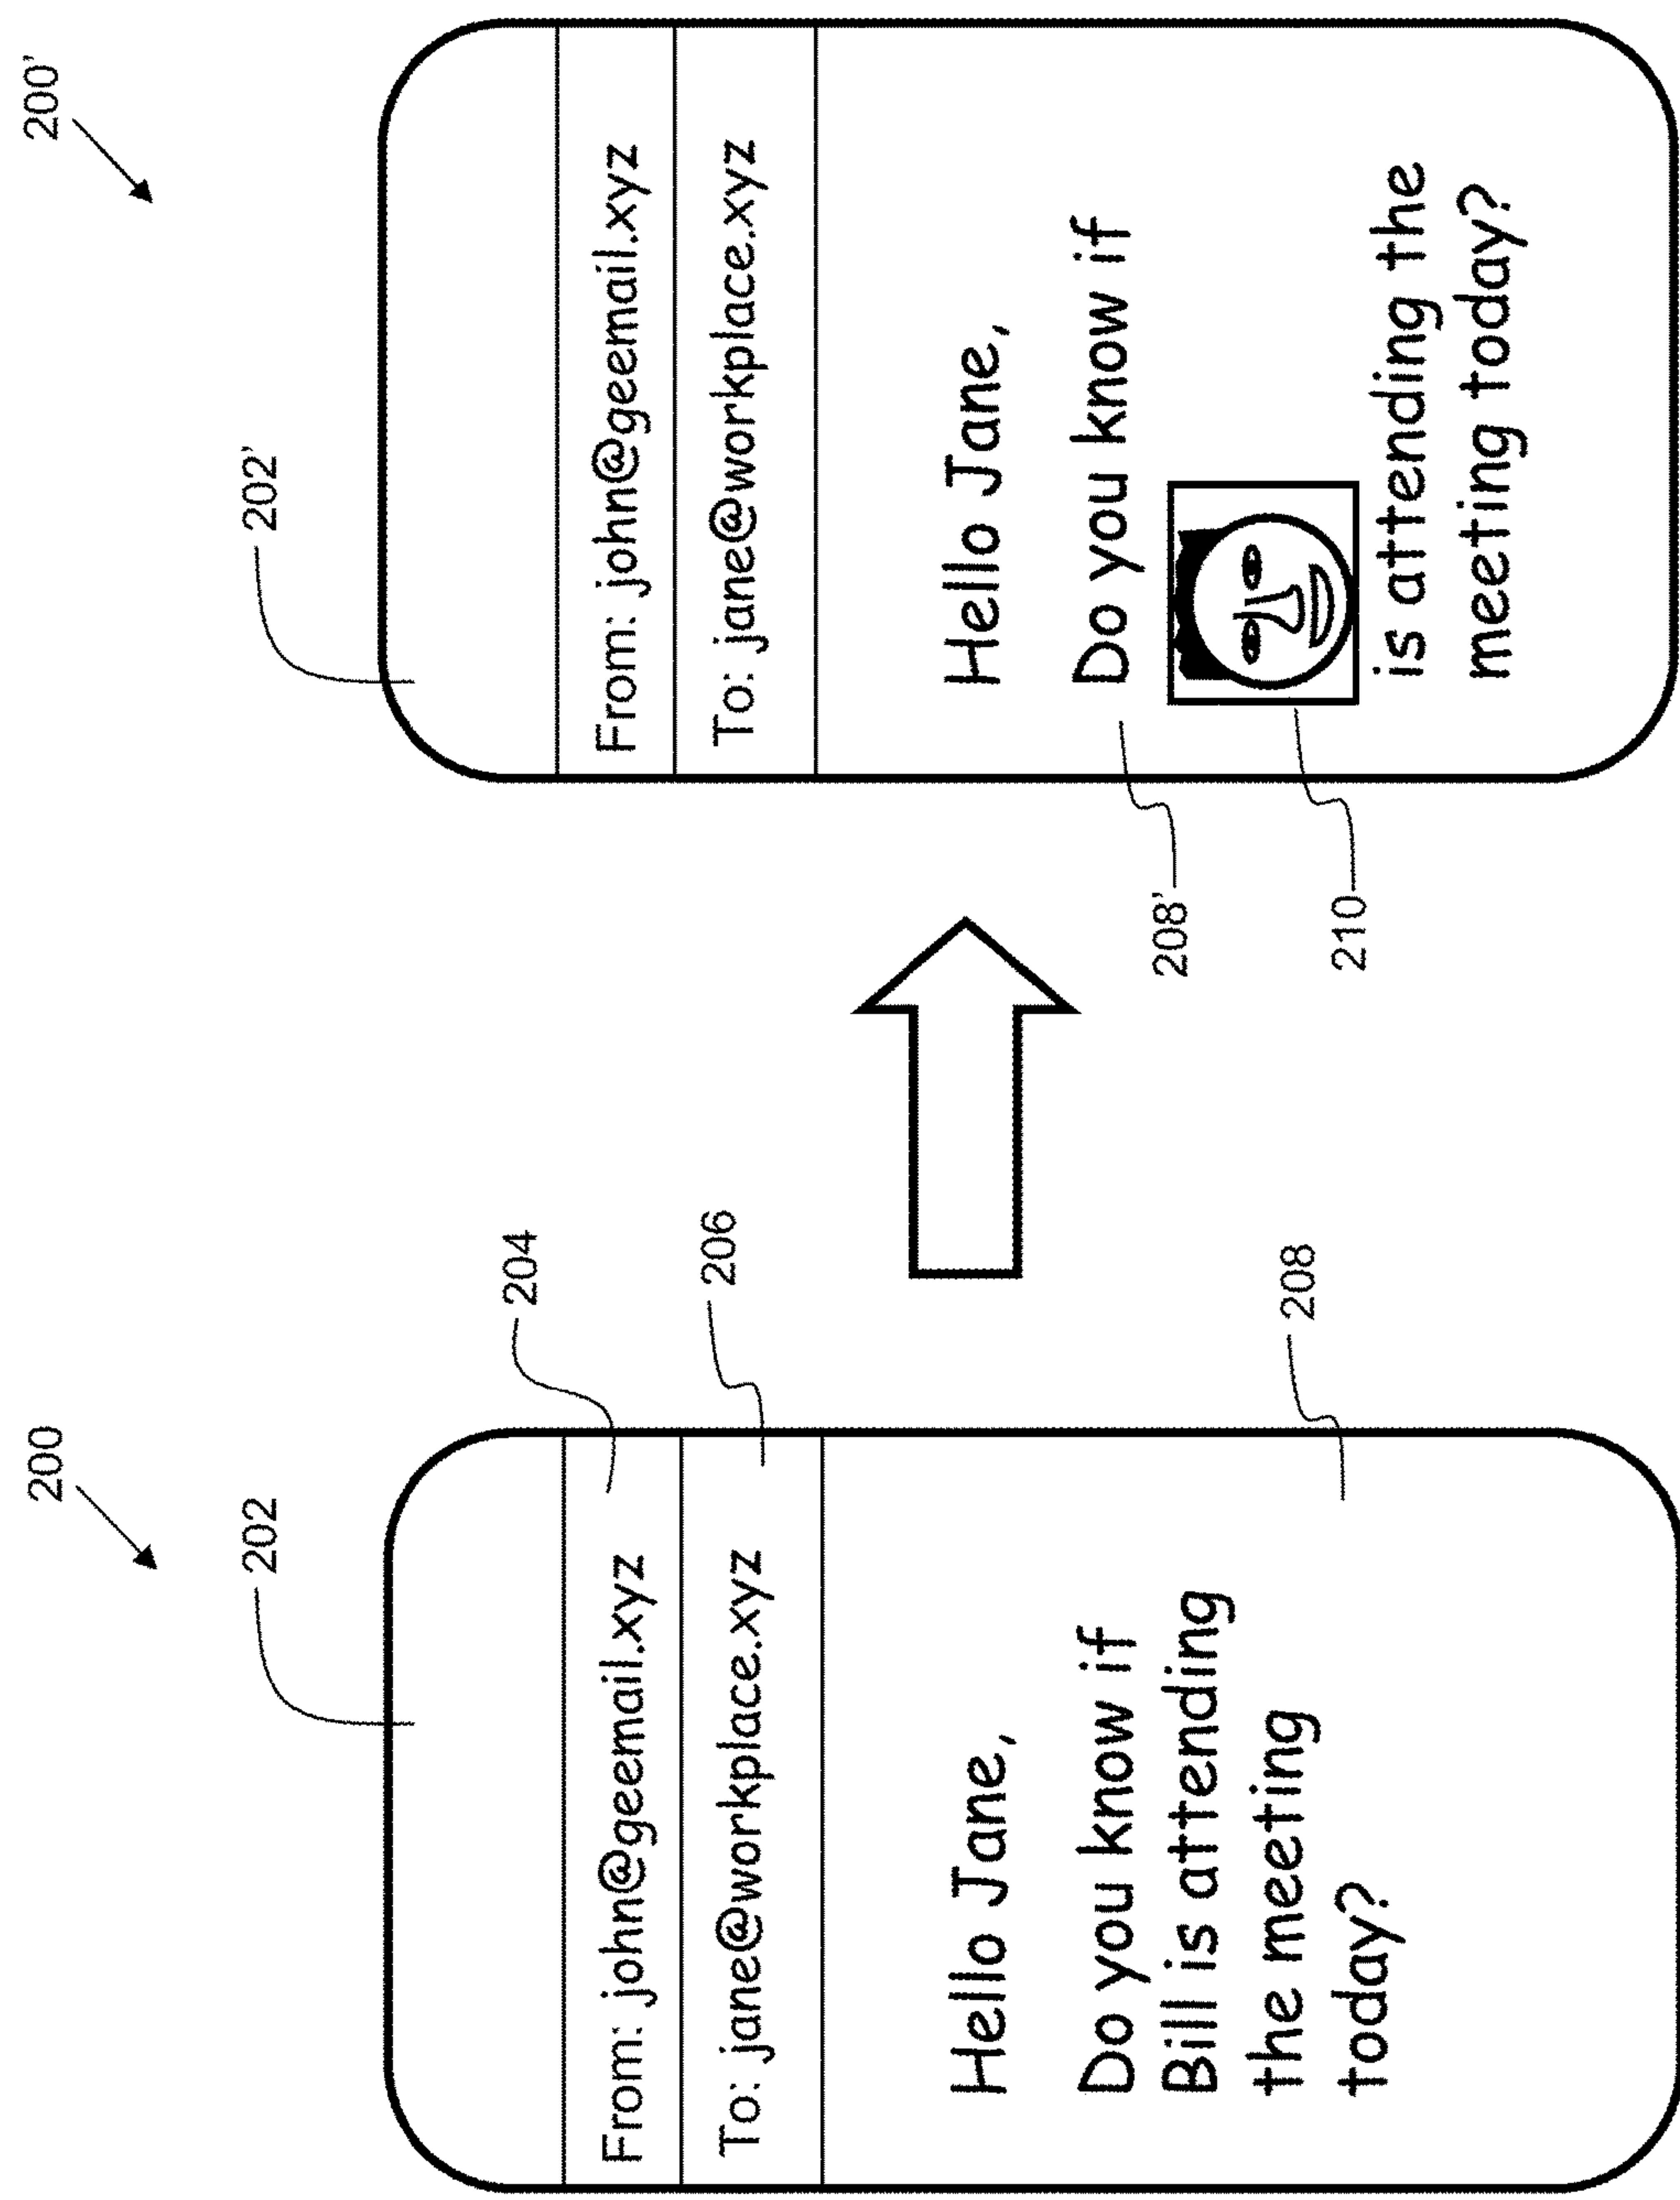 200
202
204
From: john@geemail.xyz
206
To: jane@workplace.xyz
Hello Jane,
Do you know if
Bill is attending
the meeting
today?
208
200'
202'
From: john@geemail.xyz
To: jane@workplace.xyz
Hello Jane,
Do you know if
208'
210
is attending the
meeting today?